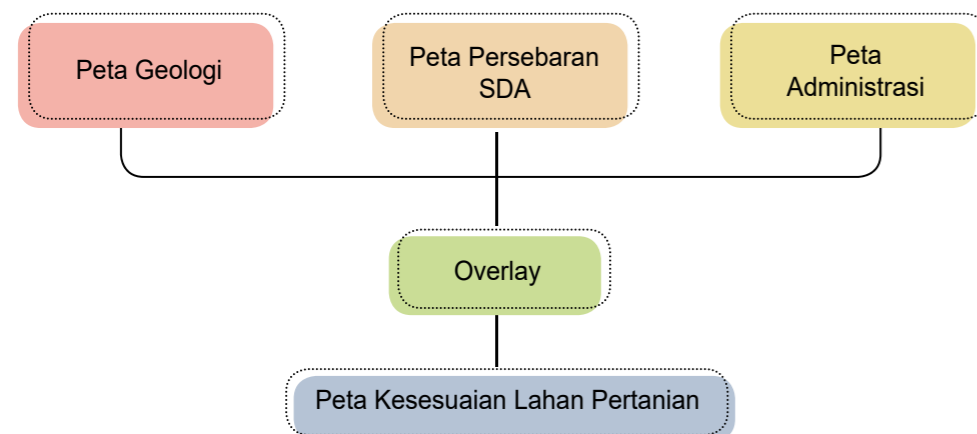 Peta Geologi
Peta Persebaran
SDA
Peta
Administrasi
Overlay
Peta Kesesuaian Lahan Pertanian